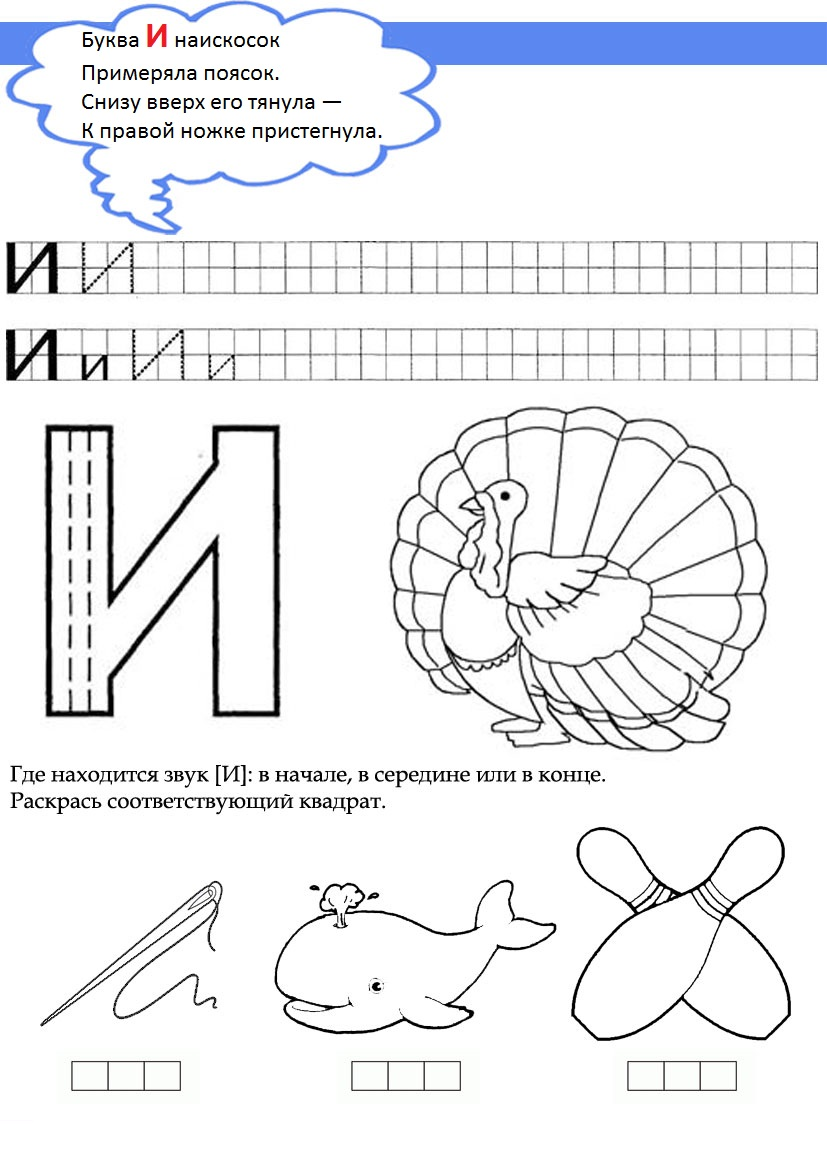 Буква И наискосок
Примеряла поясок.
Снизу вверх его тянула —
К правой ножке пристегнула.
И И
И и И и
И
Где находится звук [И]: в начале, в середине или в конце.
Раскрась соответствующий квадрат.